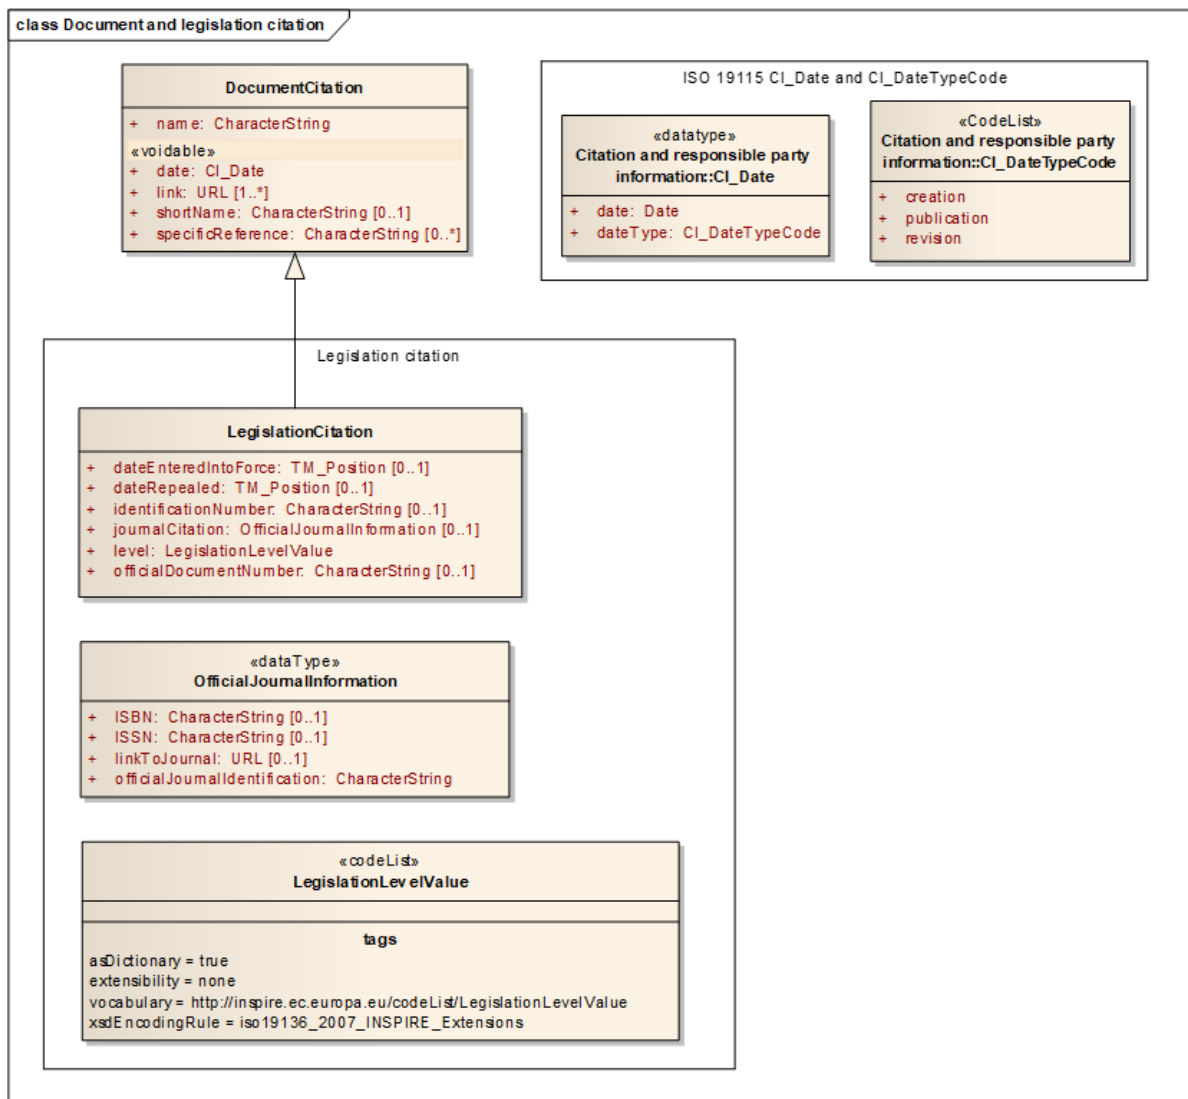 class Document and legislation citation
DocumentCitation
+ name: CharacterString
«voidable»
+ date: CI_Date
+ link: URL [1..*]
+ shortName: CharacterString [0..1]
+ specificReference: CharacterString [0..*]
ISO 19115 CI_Date and CI_DateTypeCode
«datatype»
Citation and responsible party
information::CI_Date
+ date: Date
+ dateType: CI_DateTypeCode
«CodeList»
Citation and responsible party
information::CI_DateTypeCode
+ creation
+ publication
+ revision
Legislation citation
LegislationCitation
+ dateEnteredIntoForce: TM_Position [0..1]
+ dateRepealed: TM_Position [0..1]
+ identificationNumber: CharacterString [0..1]
+ journalCitation: OfficialJournalInformation [0..1]
+ level: LegislationLevelValue
+ officialDocumentNumber: CharacterString [0..1]
«dataType»
OfficialJournalInformation
+ ISBN: CharacterString [0..1]
+ ISSN: CharacterString [0..1]
+ linkToJournal: URL [0..1]
+ officialJournalIdentification: CharacterString
«codeList»
LegislationLevelValue
tags
asDictionary = true
extensibility = none
vocabulary = http://inspire.ec.europa.eu/codeList/LegislationLevelValue
xsdEncodingRule = iso19136_2007_INSPIRE_Extensions